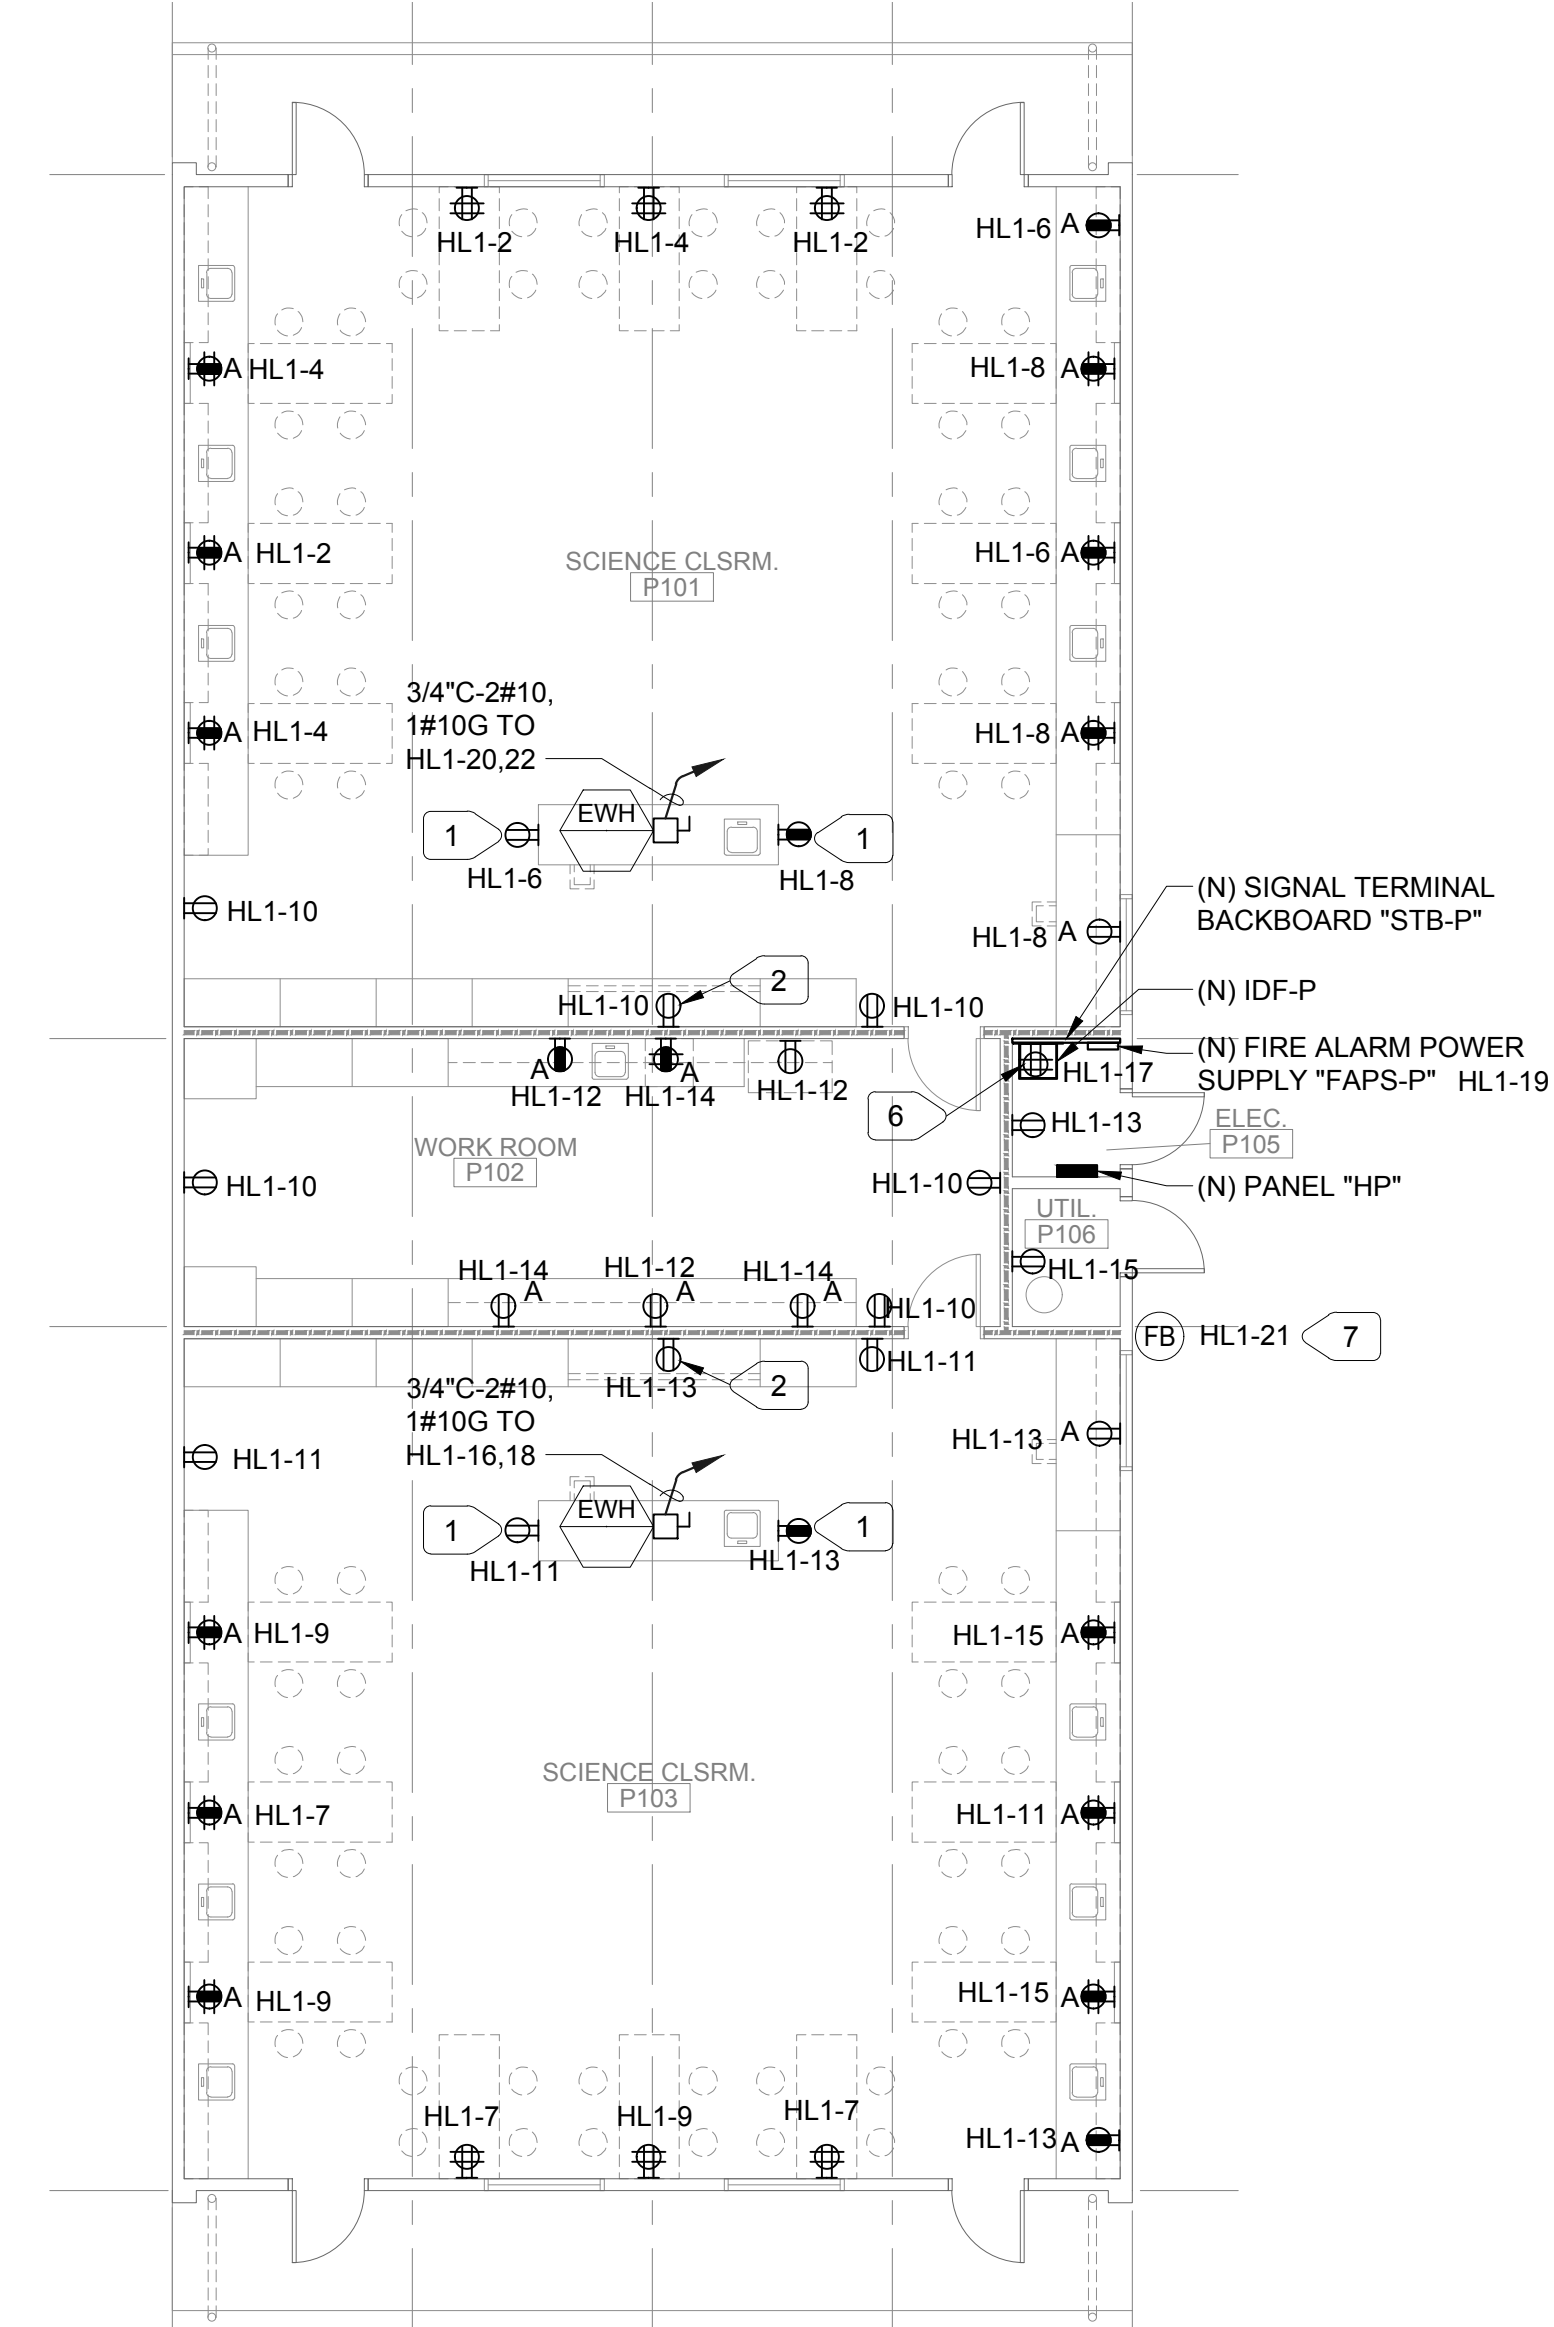 HL1-2
HL1-4
HL1-2
HL1-6 A
A HL1-4
HL1-8 A
A HL1-2
HL1-6 A
SCIENCE CLSRM.
P101
A HL1-4
HL1-8 A
3/4"C-2#10,
1#10G TO
HL1-20,22
1
EWH
1
HL1-6
HL1-8
HL1-10
HL1-8 A
(N) SIGNAL TERMINAL
BACKBOARD "STB-P"
2
HL1-10
HL1-10
(N) IDF-P
(N) FIRE ALARM POWER
SUPPLY "FAPS-P" HL1-19
A
HL1-12
A
HL1-14
HL1-12
HL1-17
6
HL1-13
ELEC.
P105
WORK ROOM
P102
HL1-10
HL1-10
(N) PANEL "HP"
UTIL.
P106
HL1-15
HL1-14
A
HL1-12
A
HL1-14
A
HL1-10
FB HL1-21 7
HL1-13
2
HL1-11
3/4"C-2#10,
1#10G TO
HL1-16,18
HL1-11
HL1-13 A
1
EWH
1
HL1-11
HL1-13
A HL1-9
HL1-15 A
SCIENCE CLSRM.
P103
A HL1-7
HL1-11 A
A HL1-9
HL1-15 A
HL1-7
HL1-9
HL1-7
HL1-13 A